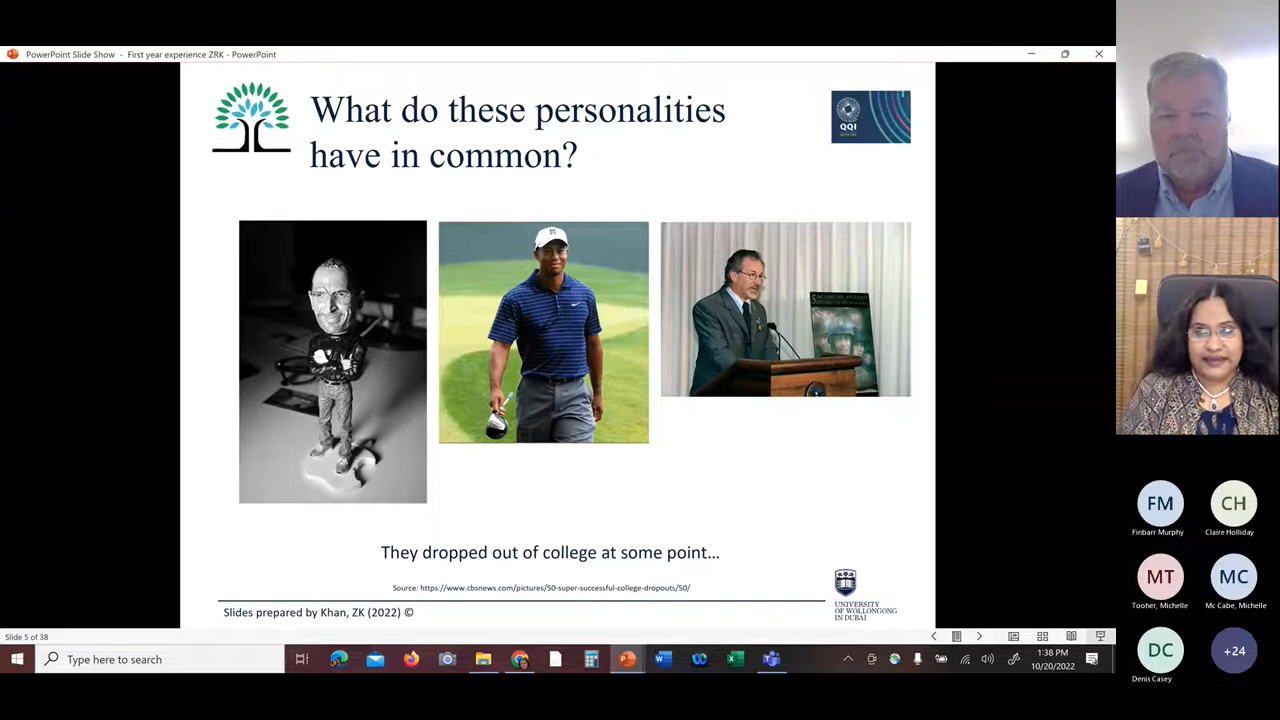 PowerPoint Slide Show - First year experience ZRK - PowerPoint
What do these personalities
have in common?
QQI
They dropped out of college at some point...
Source: https://www.cbsnews.com/pictures/50-super-successful-college-dropouts/50/
Slides prepared by Khan, ZK (2022) ©
UNIVERSITY
OF WOLLONGONG
IN DUBAI
Slide 5 of 38
Type here to search
1:38 PM
10/20/2022
FM
CH
Finbarr Murphy
Claire Holliday
MT
MC
Tooher, Michelle
Mc Cabe, Michelle
DC
+24
Denis Casey